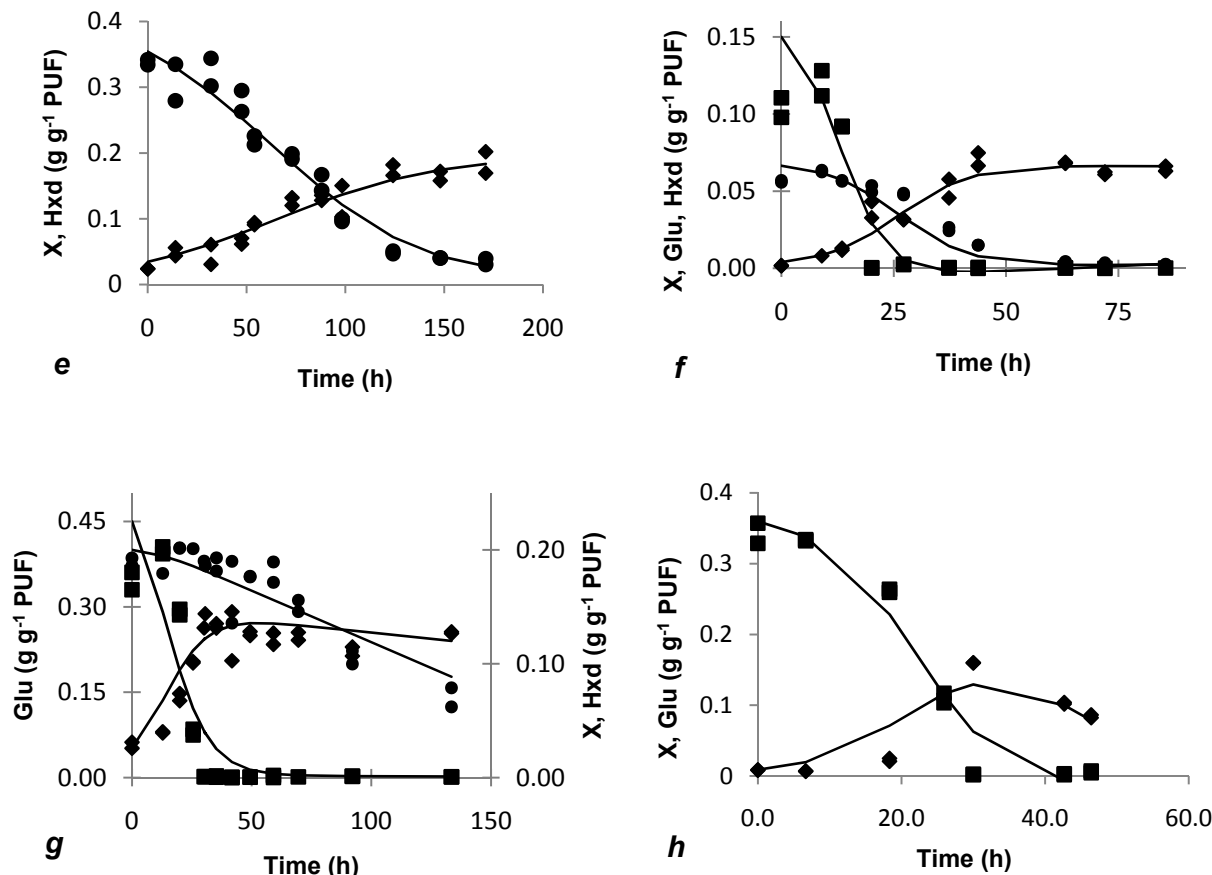 0.4
0.3
0.2
0.1
0
X, Hxd (g g⁻¹ PUF)
0 50 100 150 200
Time (h)
e
0.15
0.10
0.05
0.00
X, Glu, Hxd (g g⁻¹ PUF)
0 25 50 75
Time (h)
f
0.45
0.30
0.15
0.00
Glu (g g⁻¹ PUF)
0.20
0.10
0.00
X, Hxd (g g⁻¹ PUF)
0 50 100 150
Time (h)
g
0.4
0.3
0.2
0.1
0
X, Glu (g g⁻¹ PUF)
0.0 20.0 40.0 60.0
Time (h)
h